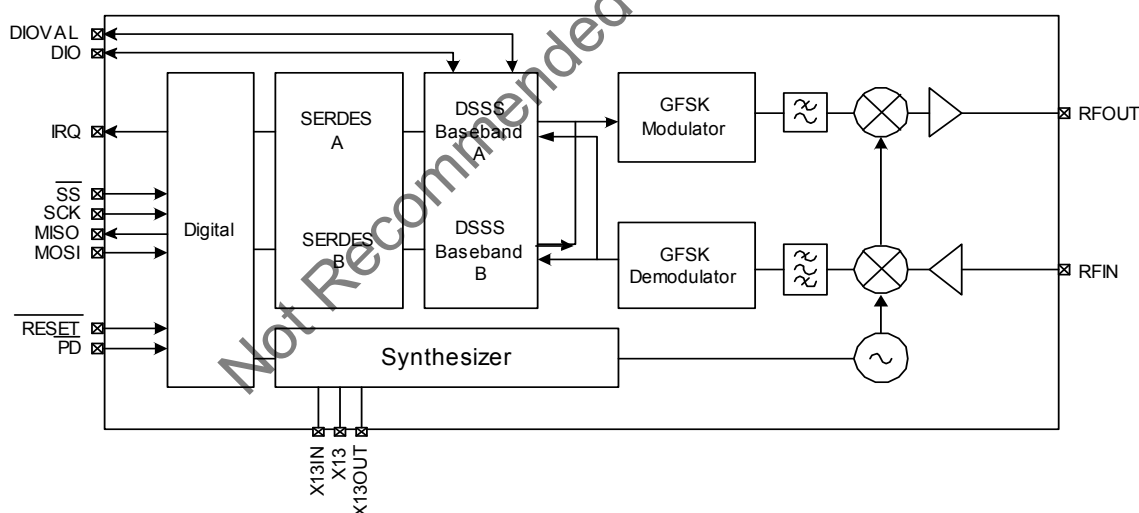 DIOVAL
DIO
IRQ
SS
SCK
MISO
MOSI
RESET
PD
Digital
SERDES
A
SERDES
B
DSSS
Baseband
A
DSSS
Baseband
B
GFSK
Modulator
GFSK
Demodulator
Synthesizer
RFOUT
RFIN
X13IN
X13
X13OUT
Not Recommended